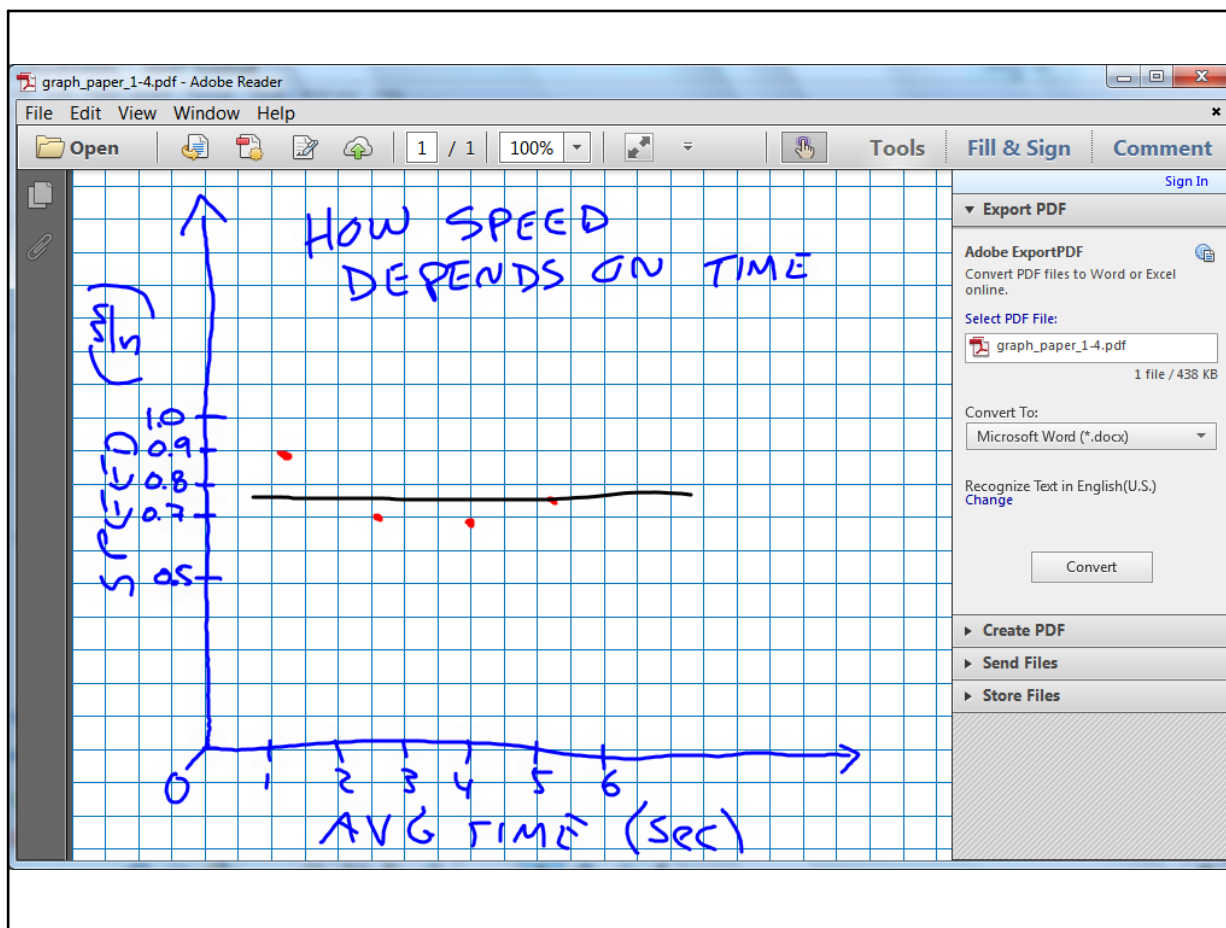 graph_paper_1-4.pdf - Adobe Reader
File Edit View Window Help
Open 1 / 1 100% Tools Fill & Sign Comment
Sign In
Export PDF
Adobe ExportPDF
Convert PDF files to Word or Excel
online.
Select PDF File:
graph_paper_1-4.pdf
1 file / 438 KB
Convert To:
Microsoft Word (*.docx)
Recognize Text in English(U.S.)
Change
Convert
Create PDF
Send Files
Store Files
HOW SPEED
DEPENDS ON TIME
SPEED (m/s)
1.0
0.9
0.8
0.7
0.5
0 1 2 3 4 5 6
AVG TIME (sec)